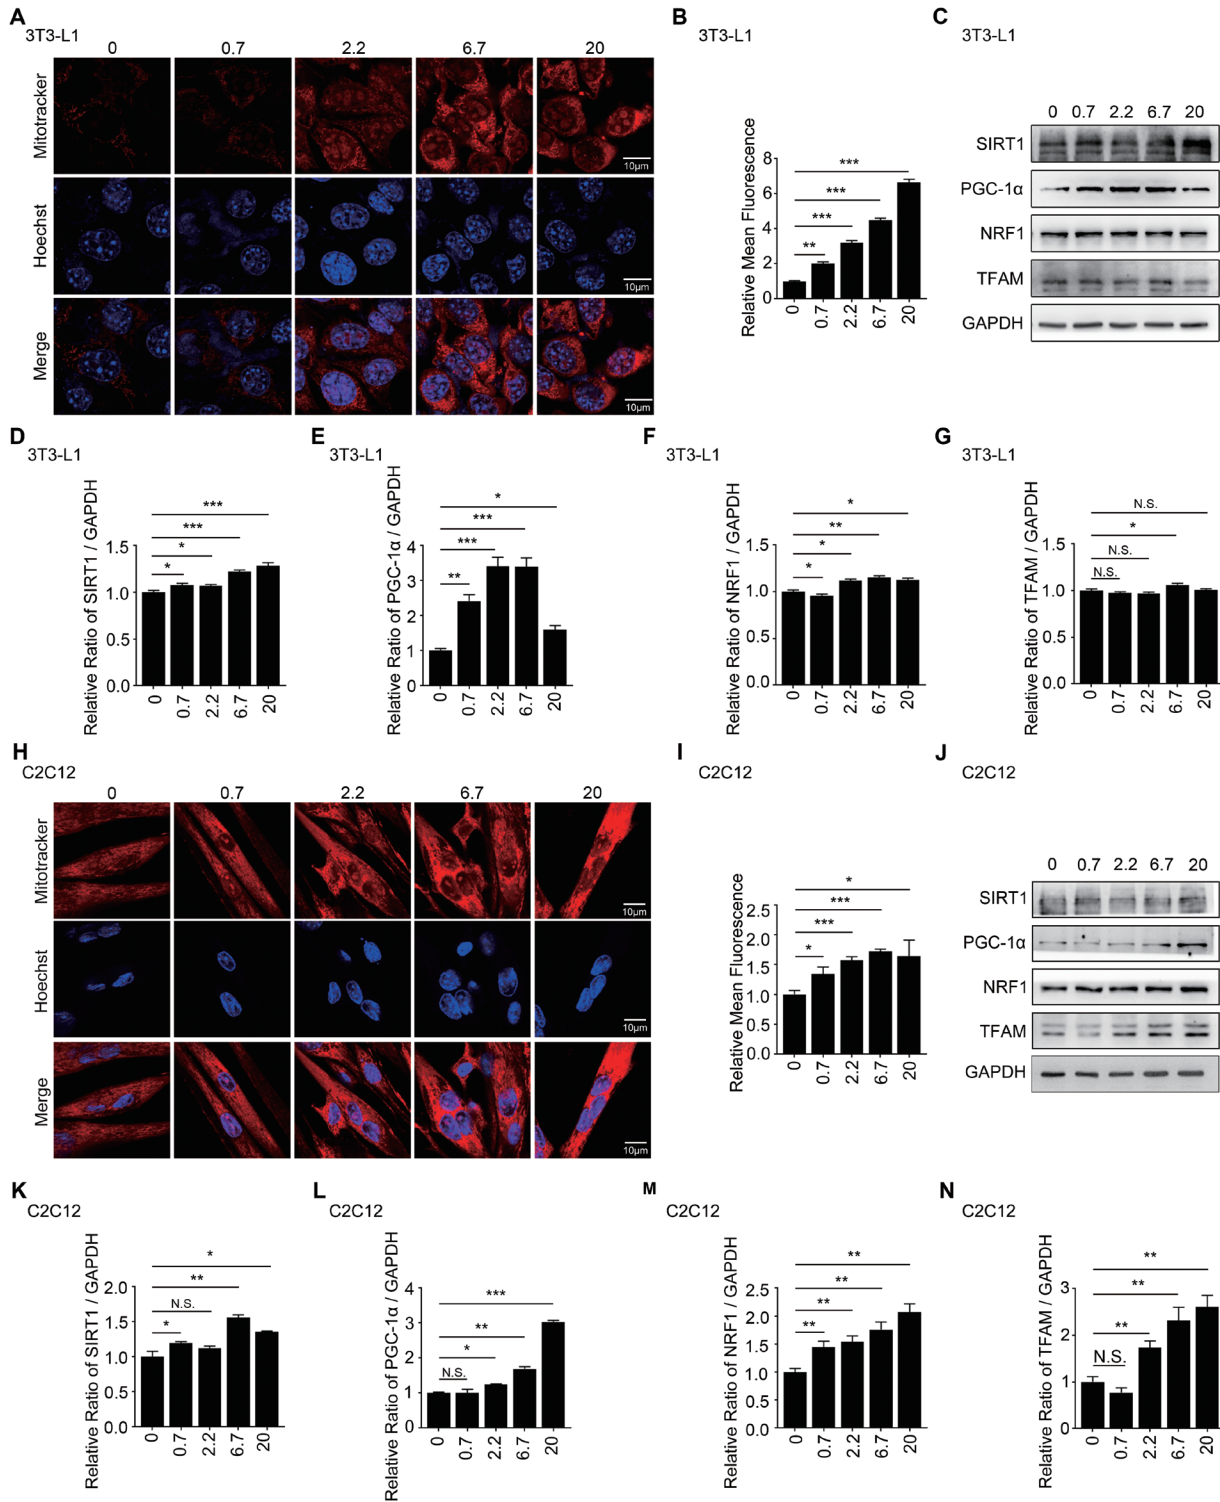 A
3T3-L1
0 0.7 2.2 6.7 20
Mitotracker
10μm
Hoechst
10μm
Merge
10μm
B
3T3-L1
Relative Mean Fluorescence
8
6
4
2
0
***
***
***
**
0 0.7 2.2 6.7 20
C
3T3-L1
0 0.7 2.2 6.7 20
SIRT1
PGC-1α
NRF1
TFAM
GAPDH
D
3T3-L1
Relative Ratio of SIRT1 / GAPDH
1.5
1.0
0.5
0.0
***
***
*
*
0 0.7 2.2 6.7 20
E
3T3-L1
Relative Ratio of PGC-1α / GAPDH
4
3
2
1
0
*
***
***
**
0 0.7 2.2 6.7 20
F
3T3-L1
Relative Ratio of NRF1 / GAPDH
1.5
1.0
0.5
0.0
*
**
*
*
0 0.7 2.2 6.7 20
G
3T3-L1
Relative Ratio of TFAM / GAPDH
1.5
1.0
0.5
0.0
N.S.
*
N.S.
N.S.
0 0.7 2.2 6.7 20
H
C2C12
0 0.7 2.2 6.7 20
Mitotracker
10μm
Hoechst
10μm
Merge
10μm
I
C2C12
Relative Mean Fluorescence
2.5
2.0
1.5
1.0
0.5
0.0
*
***
***
*
0 0.7 2.2 6.7 20
J
C2C12
0 0.7 2.2 6.7 20
SIRT1
PGC-1α
NRF1
TFAM
GAPDH
K
C2C12
Relative Ratio of SIRT1 / GAPDH
2.0
1.5
1.0
0.5
0.0
*
**
N.S.
*
0 0.7 2.2 6.7 20
L
C2C12
Relative Ratio of PGC-1α / GAPDH
4
3
2
1
0
***
**
*
N.S.
0 0.7 2.2 6.7 20
M
C2C12
Relative Ratio of NRF1 / GAPDH
2.5
2.0
1.5
1.0
0.5
0.0
**
**
**
**
0 0.7 2.2 6.7 20
N
C2C12
Relative Ratio of TFAM / GAPDH
3
2
1
0
**
**
**
N.S.
0 0.7 2.2 6.7 20